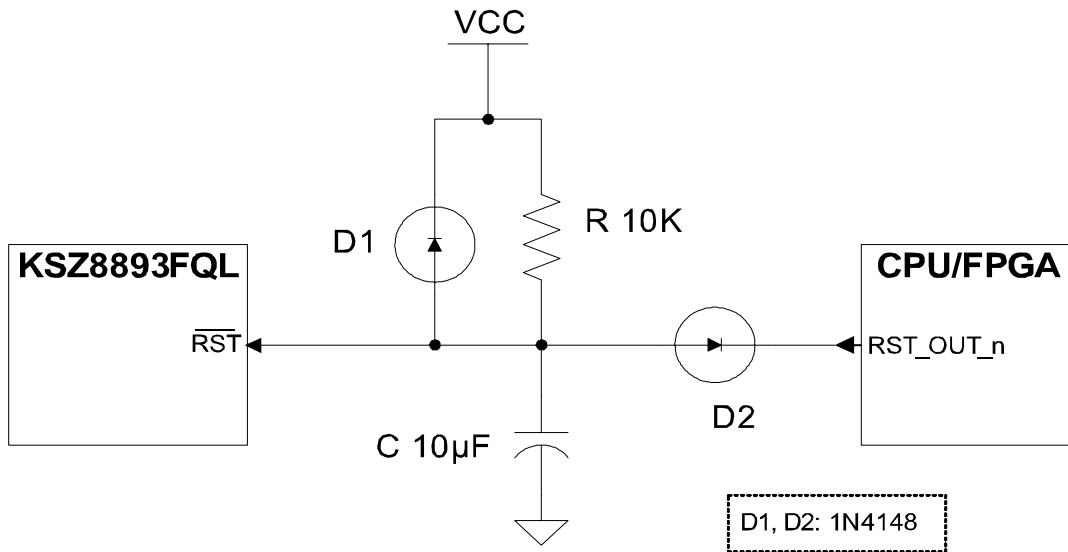 VCC
D1
R 10K
KSZ8893FQL
CPU/FPGA
RST
RST_OUT_n
D2
C 10µF
D1, D2: 1N4148